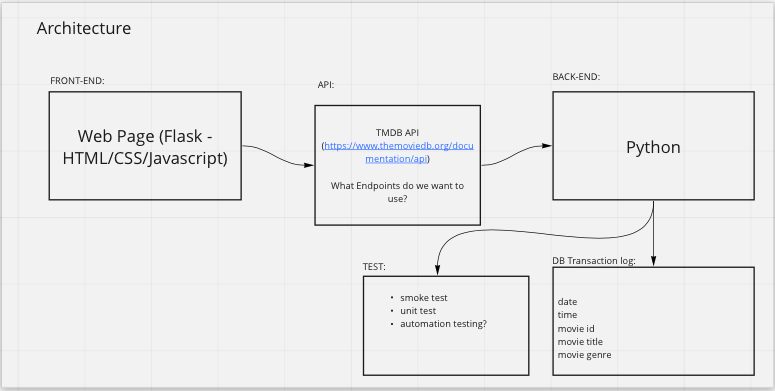 Architecture
FRONT-END:
Web Page (Flask -
HTML/CSS/Javascript)
API:
TMDB API
(https://www.themoviedb.org/docu
mentation/api)
What Endpoints do we want to
use?
BACK-END:
Python
TEST:
• smoke test
• unit test
• automation testing?
DB Transaction log:
date
time
movie id
movie title
movie genre